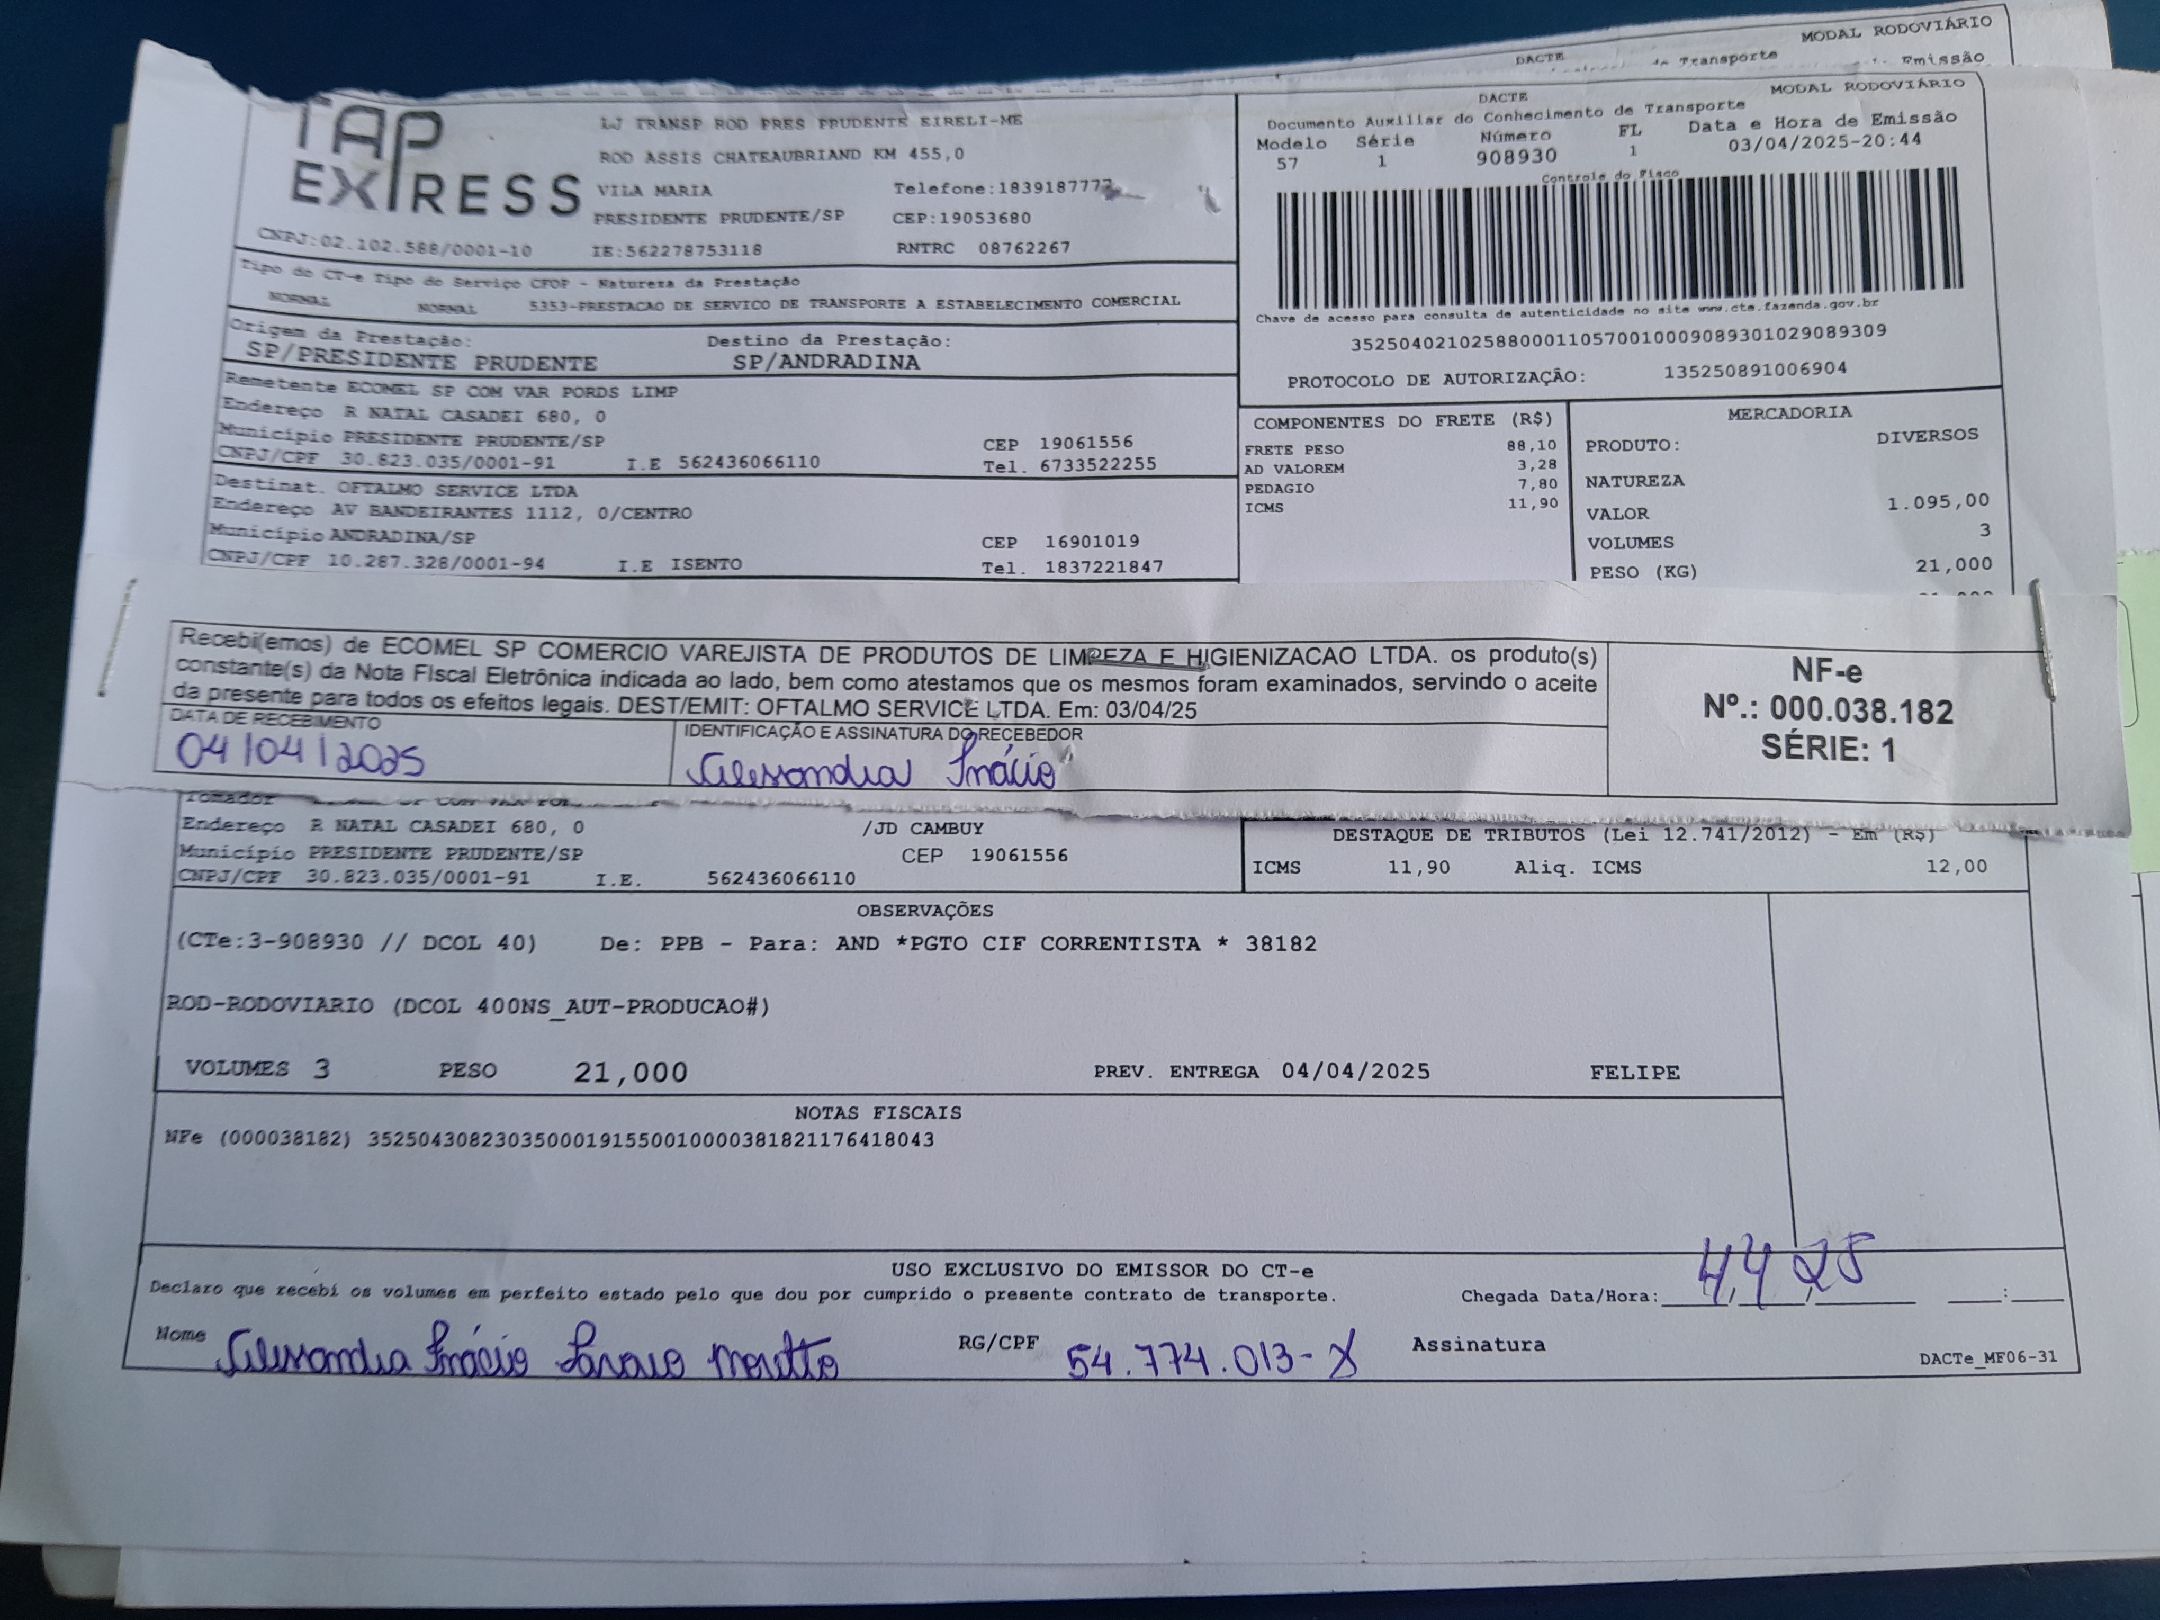 MODAL RODOVIÁRIO
DACTE
de Transporte
Emissão
TAP
EXPRESS
LJ TRANSP ROD PRES PRUDENTE EIRELI-ME
ROD ASSIS CHATEAUBRIAND KM 455,0
VILA MARIA Telefone:1839187777
PRESIDENTE PRUDENTE/SP CEP:19053680
CNPJ:02.102.588/0001-10 IE:562278753118 RNTRC 08762267
DACTE MODAL RODOVIÁRIO
Documento Auxiliar do Conhecimento de Transporte
Modelo Série Número FL Data e Hora de Emissão
57 1 908930 1 03/04/2025-20:44
Controle do Fisco
Chave de acesso para consulta de autenticidade no site www.cte.fazenda.gov.br
35250402102588000110570010009089301029089309
PROTOCOLO DE AUTORIZAÇÃO: 135250891006904
Tipo do CT-e Tipo do Serviço CFOP - Natureza da Prestação
NORMAL NORMAL 5353-PRESTACAO DE SERVICO DE TRANSPORTE A ESTABELECIMENTO COMERCIAL
Origem da Prestação: Destino da Prestação:
SP/PRESIDENTE PRUDENTE SP/ANDRADINA
Remetente ECOMEL SP COM VAR PORDS LIMP
Endereço R NATAL CASADEI 680, 0
Município PRESIDENTE PRUDENTE/SP CEP 19061556
CNPJ/CPF 30.823.035/0001-91 I.E 562436066110 Tel. 6733522255
Destinat. OFTALMO SERVICE LTDA
Endereço AV BANDEIRANTES 1112, 0/CENTRO
Município ANDRADINA/SP CEP 16901019
CNPJ/CPF 10.287.328/0001-94 I.E ISENTO Tel. 1837221847
COMPONENTES DO FRETE (R$)
FRETE PESO 88,10
AD VALOREM 3,28
PEDAGIO 7,80
ICMS 11,90
MERCADORIA
PRODUTO: DIVERSOS
NATUREZA
VALOR 1.095,00
VOLUMES 3
PESO (KG) 21,000
Recebi(emos) de ECOMEL SP COMERCIO VAREJISTA DE PRODUTOS DE LIMPEZA E HIGIENIZACAO LTDA. os produto(s)
constante(s) da Nota Fiscal Eletrônica indicada ao lado, bem como atestamos que os mesmos foram examinados, servindo o aceite
da presente para todos os efeitos legais. DEST/EMIT: OFTALMO SERVICE LTDA. Em: 03/04/25
DATA DE RECEBIMENTO IDENTIFICAÇÃO E ASSINATURA DO RECEBEDOR
04/04/2025 Alessandra Inácio
NF-e
Nº.: 000.038.182
SÉRIE: 1
Tomador
Endereço R NATAL CASADEI 680, 0 /JD CAMBUY
Município PRESIDENTE PRUDENTE/SP CEP 19061556
CNPJ/CPF 30.823.035/0001-91 I.E. 562436066110
DESTAQUE DE TRIBUTOS (Lei 12.741/2012) - Em (R$)
ICMS 11,90 Aliq. ICMS 12,00
OBSERVAÇÕES
(CTe:3-908930 // DCOL 40) De: PPB - Para: AND *PGTO CIF CORRENTISTA * 38182
ROD-RODOVIARIO (DCOL 400NS_AUT-PRODUCAO#)
VOLUMES 3 PESO 21,000 PREV. ENTREGA 04/04/2025 FELIPE
NOTAS FISCAIS
NFe (000038182) 35250430823035000191550010000381821176418043
USO EXCLUSIVO DO EMISSOR DO CT-e
Declaro que recebi os volumes em perfeito estado pelo que dou por cumprido o presente contrato de transporte. Chegada Data/Hora: 4/4/25 :
Nome Alessandra Inácio Moretto RG/CPF 54.774.013-X Assinatura
DACTe_MF06-31